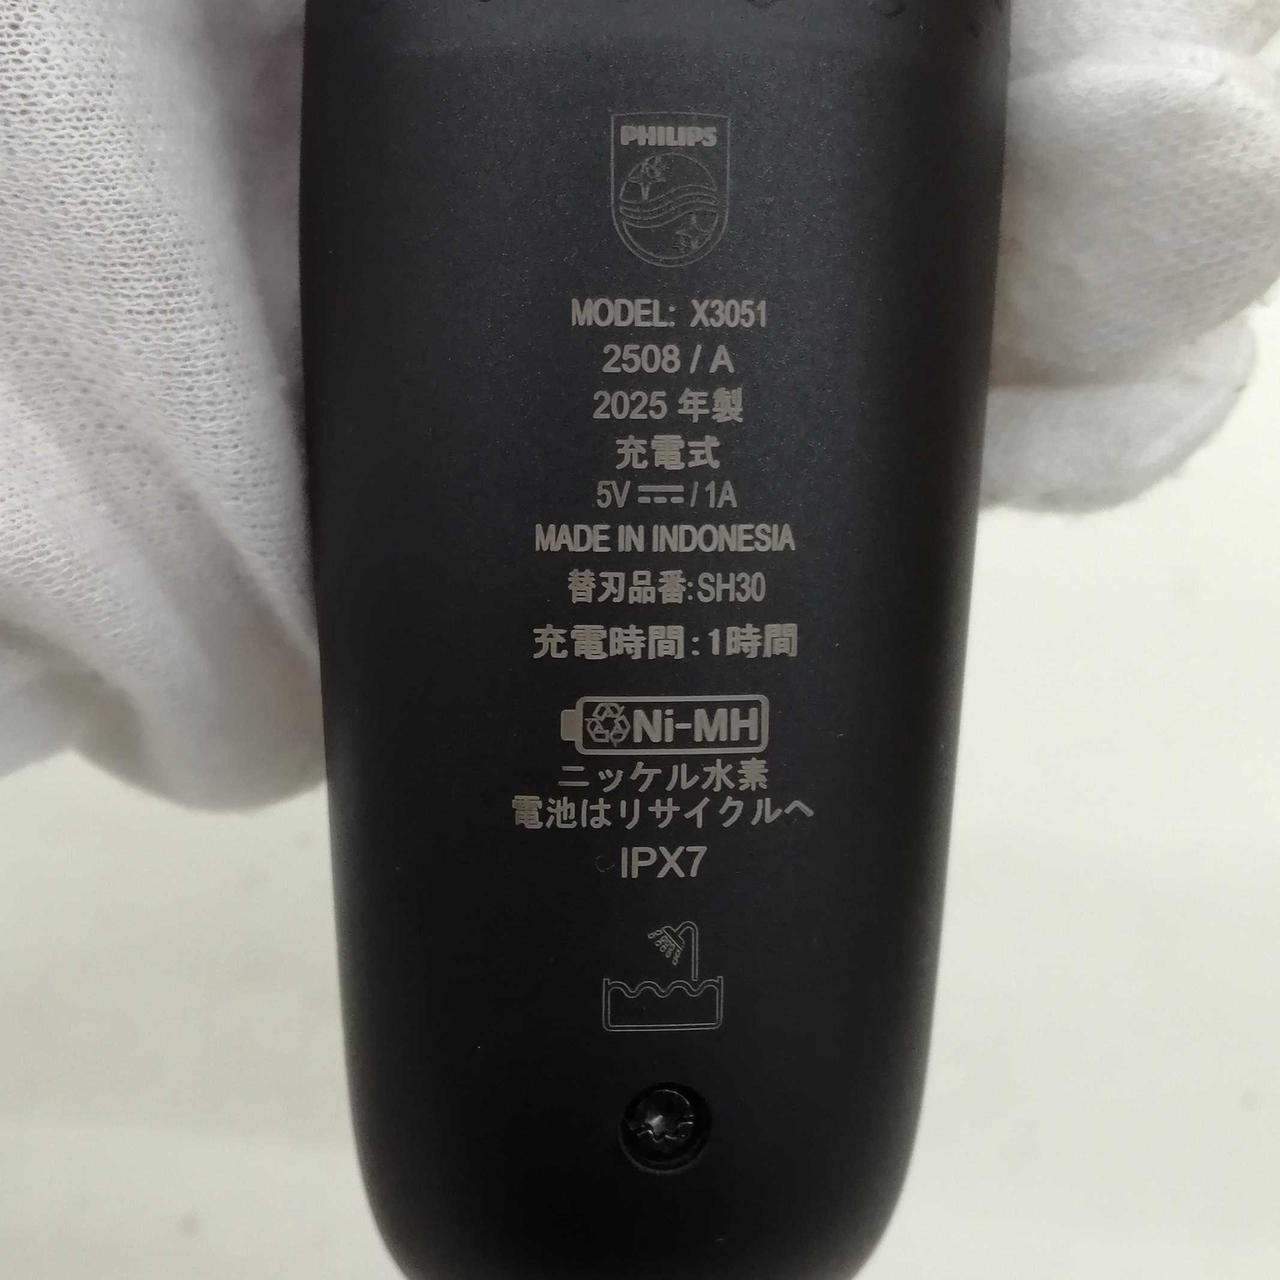 PHILIPS
MODEL: X3051
2508 / A
2025 年製
充電式
5V ⎓ / 1A
MADE IN INDONESIA
替刃品番:SH30
充電時間:1時間
Ni-MH
ニッケル水素
電池はリサイクルへ
IPX7